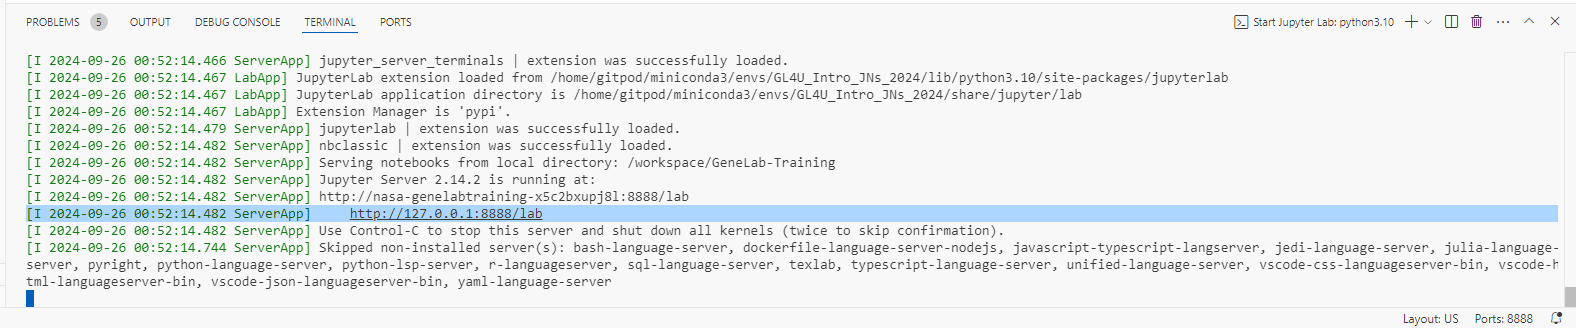 PROBLEMS 5 OUTPUT DEBUG CONSOLE TERMINAL PORTS Start Jupyter Lab: python3.10
[I 2024-09-26 00:52:14.466 ServerApp] jupyter_server_terminals | extension was successfully loaded.
[I 2024-09-26 00:52:14.467 LabApp] JupyterLab extension loaded from /home/gitpod/miniconda3/envs/GL4U_Intro_JNs_2024/lib/python3.10/site-packages/jupyterlab
[I 2024-09-26 00:52:14.467 LabApp] JupyterLab application directory is /home/gitpod/miniconda3/envs/GL4U_Intro_JNs_2024/share/jupyter/lab
[I 2024-09-26 00:52:14.467 LabApp] Extension Manager is 'pypi'.
[I 2024-09-26 00:52:14.479 ServerApp] jupyterlab | extension was successfully loaded.
[I 2024-09-26 00:52:14.482 ServerApp] nbclassic | extension was successfully loaded.
[I 2024-09-26 00:52:14.482 ServerApp] Serving notebooks from local directory: /workspace/GeneLab-Training
[I 2024-09-26 00:52:14.482 ServerApp] Jupyter Server 2.14.2 is running at:
[I 2024-09-26 00:52:14.482 ServerApp] http://nasa-genelabtraining-x5c2bxupj8l:8888/lab
[I 2024-09-26 00:52:14.482 ServerApp]     http://127.0.0.1:8888/lab
[I 2024-09-26 00:52:14.482 ServerApp] Use Control-C to stop this server and shut down all kernels (twice to skip confirmation).
[I 2024-09-26 00:52:14.744 ServerApp] Skipped non-installed server(s): bash-language-server, dockerfile-language-server-nodejs, javascript-typescript-langserver, jedi-language-server, julia-language-
server, pyright, python-language-server, python-lsp-server, r-languageserver, sql-language-server, texlab, typescript-language-server, unified-language-server, vscode-css-languageserver-bin, vscode-h
tml-languageserver-bin, vscode-json-languageserver-bin, yaml-language-server
Layout: US Ports: 8888